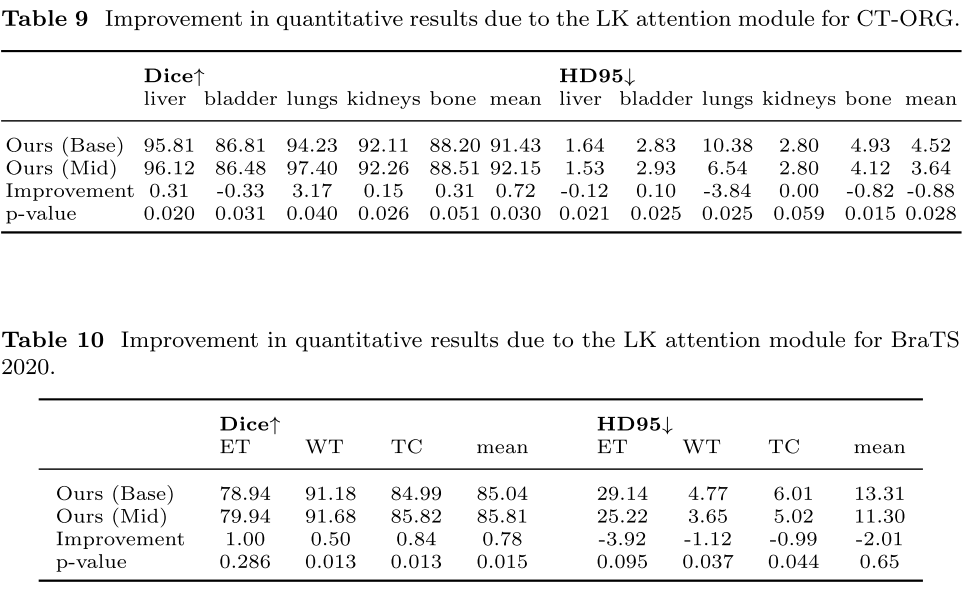 Table 9 Improvement in quantitative results due to the LK attention module for CT-ORG.
Dice↑ HD95↓
liver bladder lungs kidneys bone mean liver bladder lungs kidneys bone mean
Ours (Base) 95.81 86.81 94.23 92.11 88.20 91.43 1.64 2.83 10.38 2.80 4.93 4.52
Ours (Mid) 96.12 86.48 97.40 92.26 88.51 92.15 1.53 2.93 6.54 2.80 4.12 3.64
Improvement 0.31 -0.33 3.17 0.15 0.31 0.72 -0.12 0.10 -3.84 0.00 -0.82 -0.88
p-value 0.020 0.031 0.040 0.026 0.051 0.030 0.021 0.025 0.025 0.059 0.015 0.028
Table 10 Improvement in quantitative results due to the LK attention module for BraTS
2020.
Dice↑ HD95↓
ET WT TC mean ET WT TC mean
Ours (Base) 78.94 91.18 84.99 85.04 29.14 4.77 6.01 13.31
Ours (Mid) 79.94 91.68 85.82 85.81 25.22 3.65 5.02 11.30
Improvement 1.00 0.50 0.84 0.78 -3.92 -1.12 -0.99 -2.01
p-value 0.286 0.013 0.013 0.015 0.095 0.037 0.044 0.65